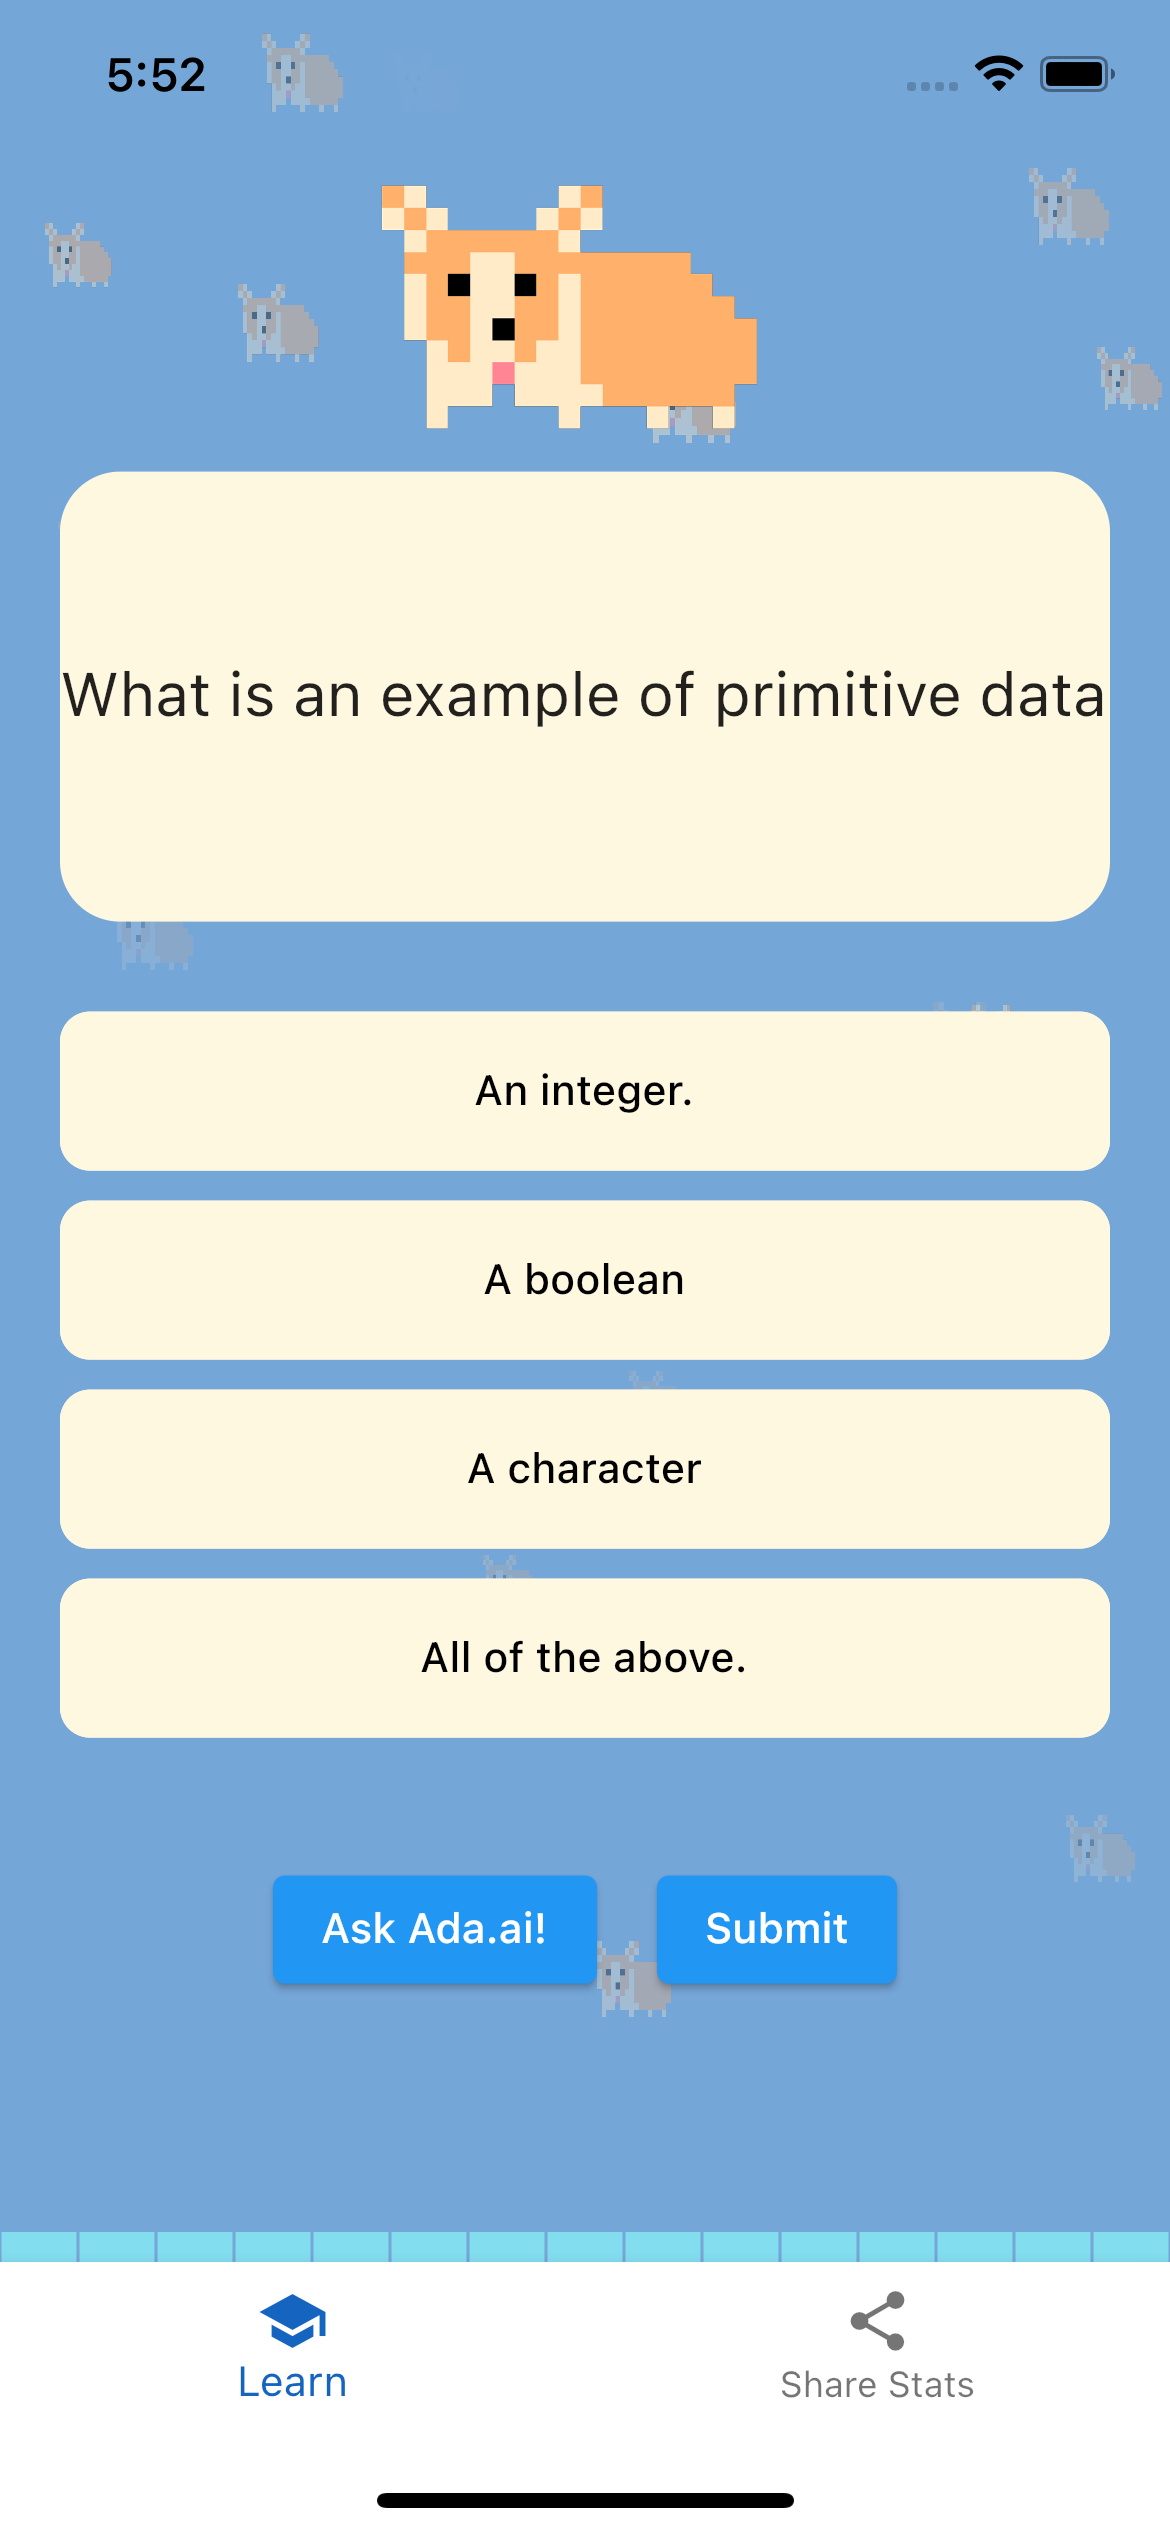 5:52
What is an example of primitive data
An integer.
A boolean
A character
All of the above.
Ask Ada.ai! Submit
Learn Share Stats